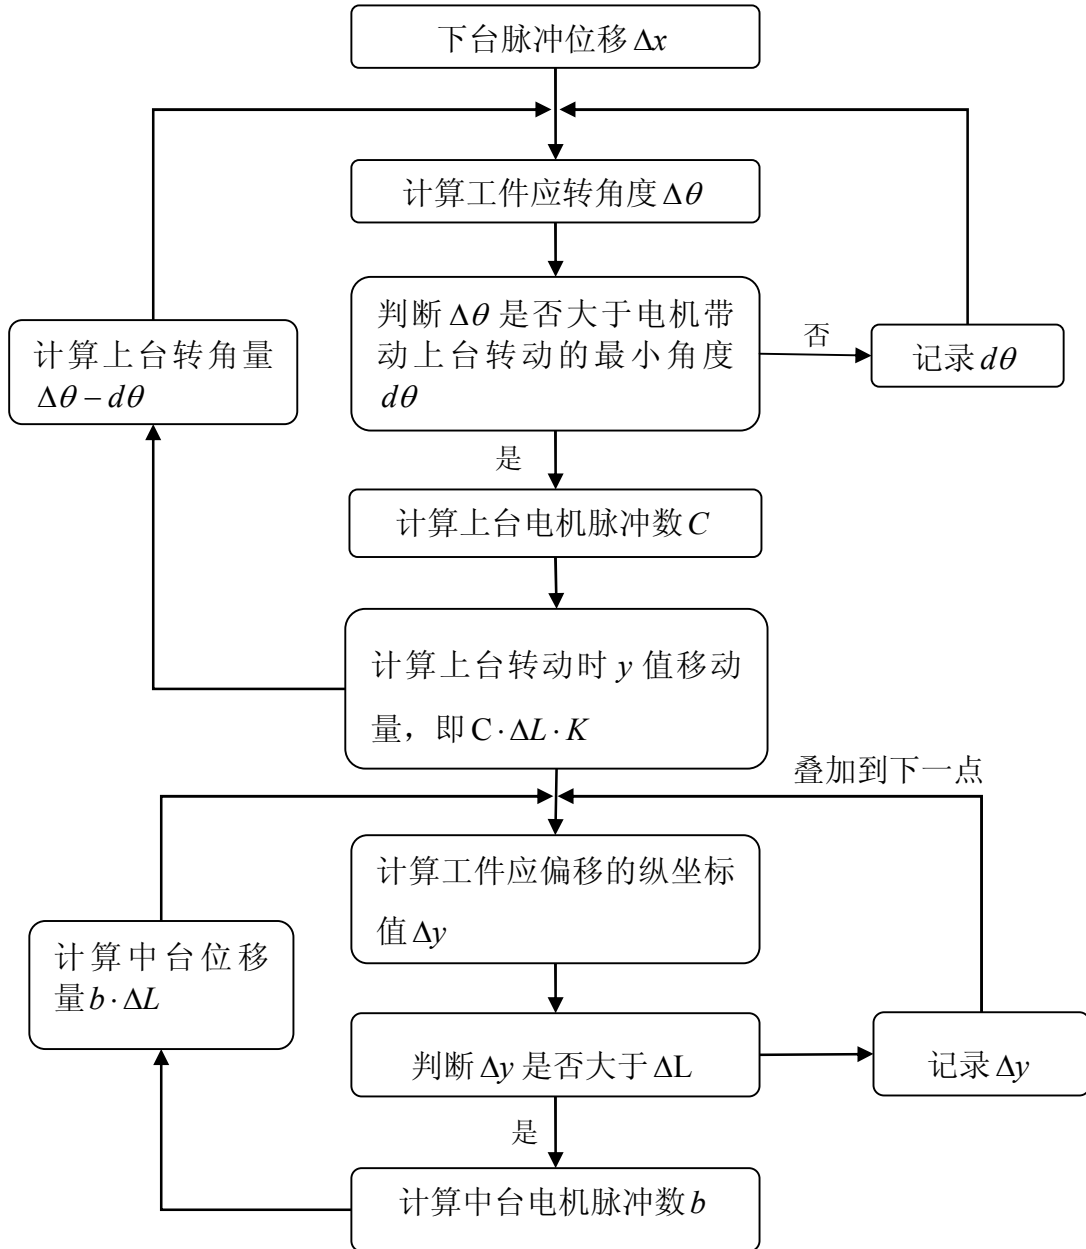 下台脉冲位移Δx
计算工件应转角度Δθ
判断Δθ是否大于电机带
动上台转动的最小角度
dθ
否
记录dθ
计算上台转角量
Δθ−dθ
是
计算上台电机脉冲数C
计算上台转动时 y 值移动
量，即C·ΔL·K
叠加到下一点
计算工件应偏移的纵坐标
值Δy
计算中台位移
量b·ΔL
判断Δy是否大于ΔL
记录Δy
是
计算中台电机脉冲数b